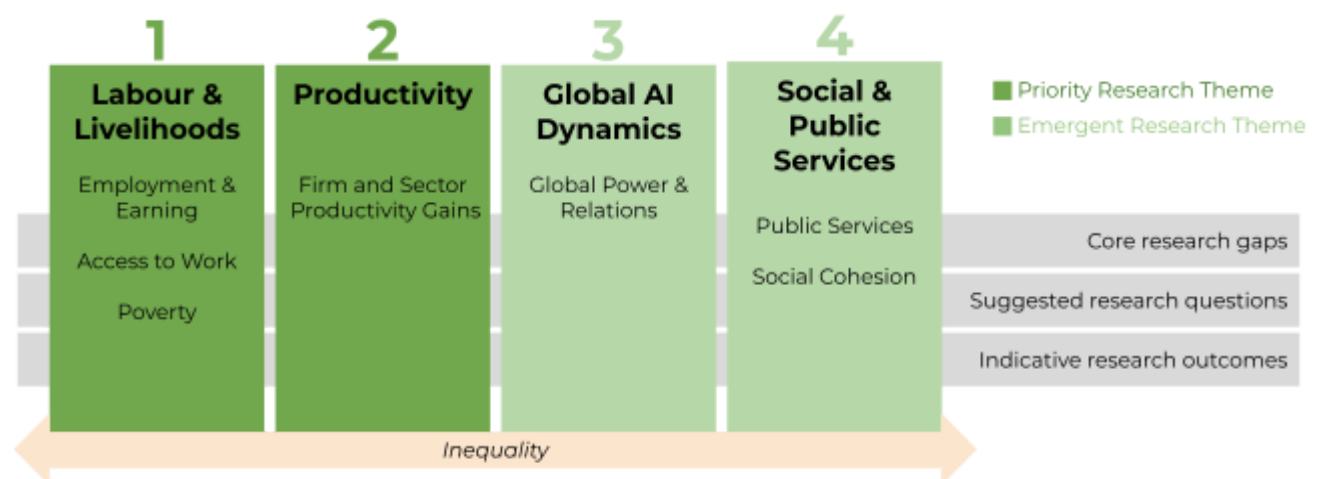 1
Labour &
Livelihoods
Employment &
Earning
Access to Work
Poverty
2
Productivity
Firm and Sector
Productivity Gains
3
Global AI
Dynamics
Global Power &
Relations
4
Social &
Public
Services
Public Services
Social Cohesion
Priority Research Theme
Emergent Research Theme
Core research gaps
Suggested research questions
Indicative research outcomes
Inequality